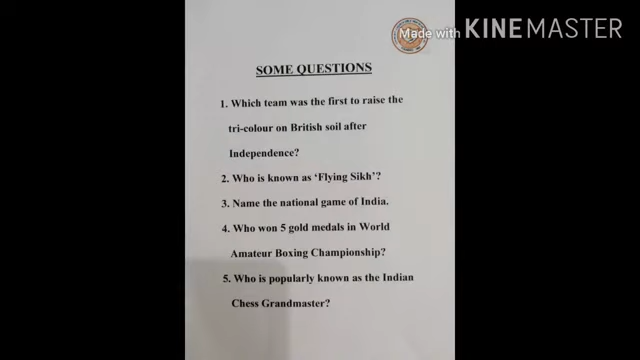 Made with KINEMASTER
SOME QUESTIONS
1. Which team was the first to raise the
tri-colour on British soil after
Independence?
2. Who is known as ‘Flying Sikh’?
3. Name the national game of India.
4. Who won 5 gold medals in World
Amateur Boxing Championship?
5. Who is popularly known as the Indian
Chess Grandmaster?